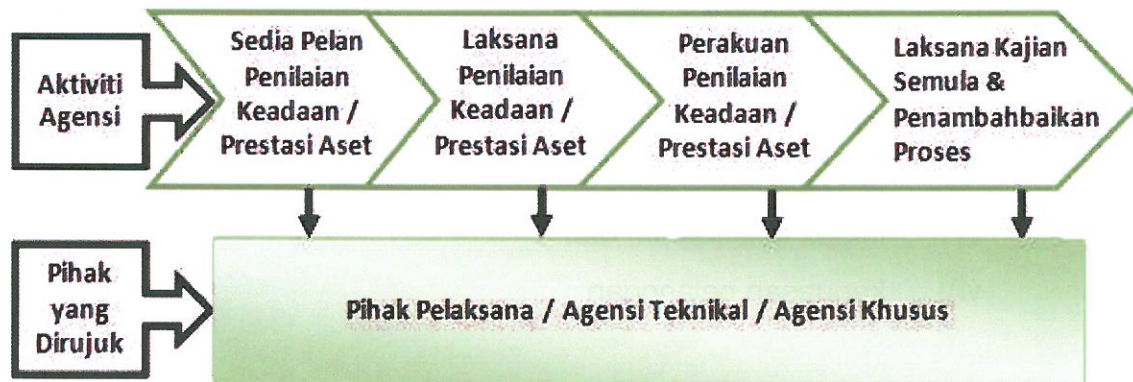 Aktiviti
Agensi
Sedia Pelan
Penilaian
Keadaan /
Prestasi Aset
Laksana
Penilaian
Keadaan /
Prestasi Aset
Perakuan
Penilaian
Keadaan /
Prestasi Aset
Laksana Kajian
Semula &
Penambahbaikan
Proses
Pihak
yang
Dirujuk
Pihak Pelaksana / Agensi Teknikal / Agensi Khusus